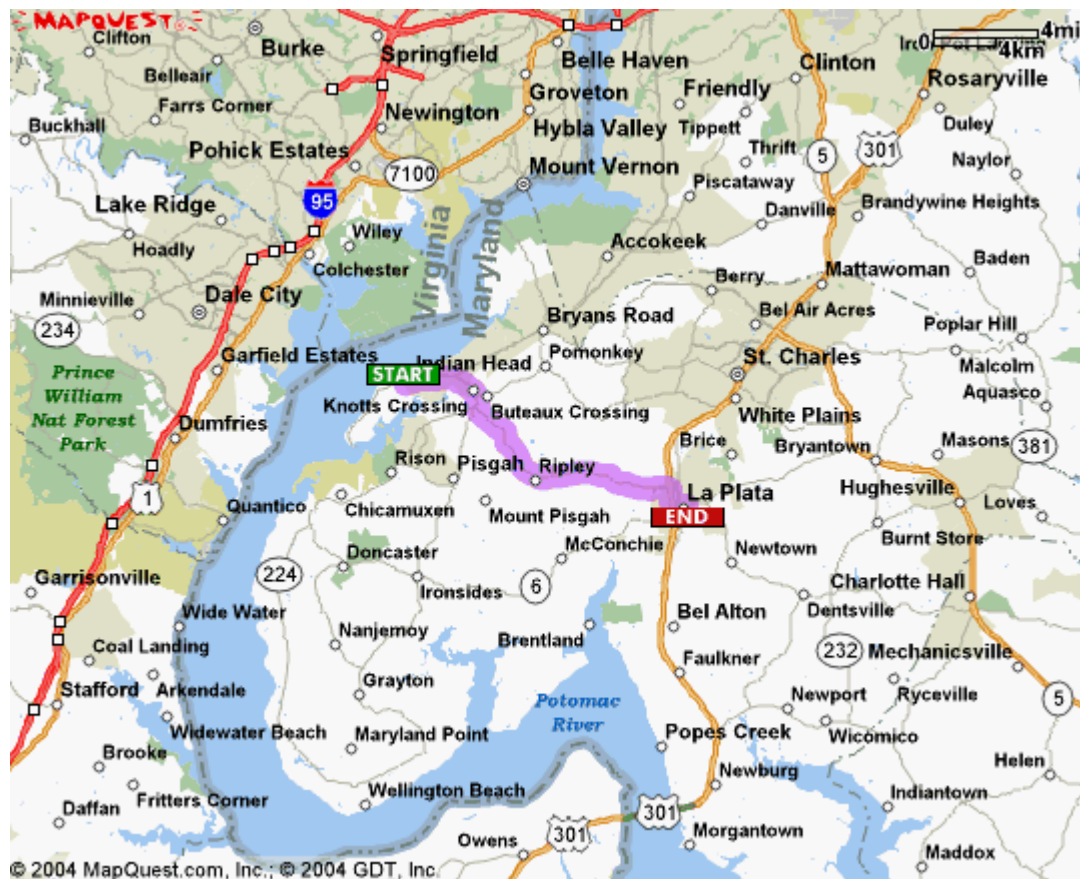 MAPQUEST
Clifton
Burke
Springfield
Belle Haven
Clinton
0 4mi
4km
Belleair
Rosaryville
Farrs Corner
Newington
Groveton
Friendly
Buckhall
Hybla Valley
Tippett
Duley
Pohick Estates
Mount Vernon
Thrift
5
301
Naylor
7100
Piscataway
95
Lake Ridge
Danville
Brandywine Heights
Hoadly
Wiley
Virginia
Maryland
Accokeek
Colchester
Berry
Mattawoman
Baden
Minnieville
Dale City
Bel Air Acres
234
Bryans Road
Poplar Hill
Garfield Estates
Indian Head
Pomonkey
St. Charles
Malcolm
START
Prince
William
Nat Forest
Park
Knotts Crossing
Buteaux Crossing
White Plains
Aquasco
Dumfries
Brice
Bryantown
Masons
381
Rison
Pisgah
Ripley
La Plata
Hughesville
Loves
1
Quantico
Chicamuxen
Mount Pisgah
END
Burnt Store
Doncaster
McConchie
Newtown
Garrisonville
224
Ironsides
6
Charlotte Hall
Wide Water
Bel Alton
Dentsville
Coal Landing
Nanjemoy
Brentland
232
Mechanicsville
Faulkner
Stafford
Arkendale
Grayton
Potomac
River
Newport
Ryceville
5
Widewater Beach
Maryland Point
Popes Creek
Wicomico
Brooke
Newburg
Helen
Fritters Corner
Wellington Beach
Indiantown
Daffan
301
301
Owens
Morgantown
Maddox
© 2004 MapQuest.com, Inc.; © 2004 GDT, Inc.